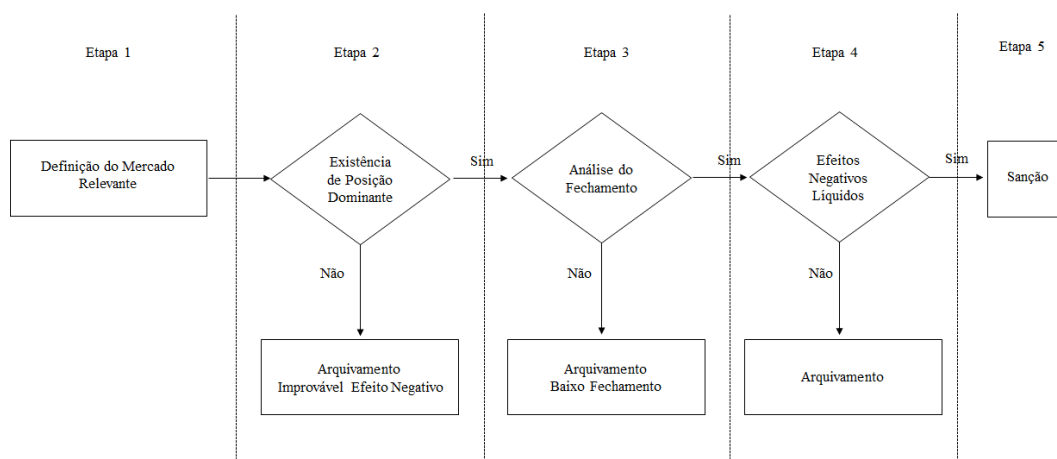 Etapa 1
Etapa 2
Etapa 3
Etapa 4
Etapa 5
Definição do Mercado
Relevante
Existência
de Posição
Dominante
Sim
Análise do
Fechamento
Sim
Efeitos
Negativos
Líquidos
Sim
Sanção
Não
Não
Não
Arquivamento
Improvável Efeito Negativo
Arquivamento
Baixo Fechamento
Arquivamento